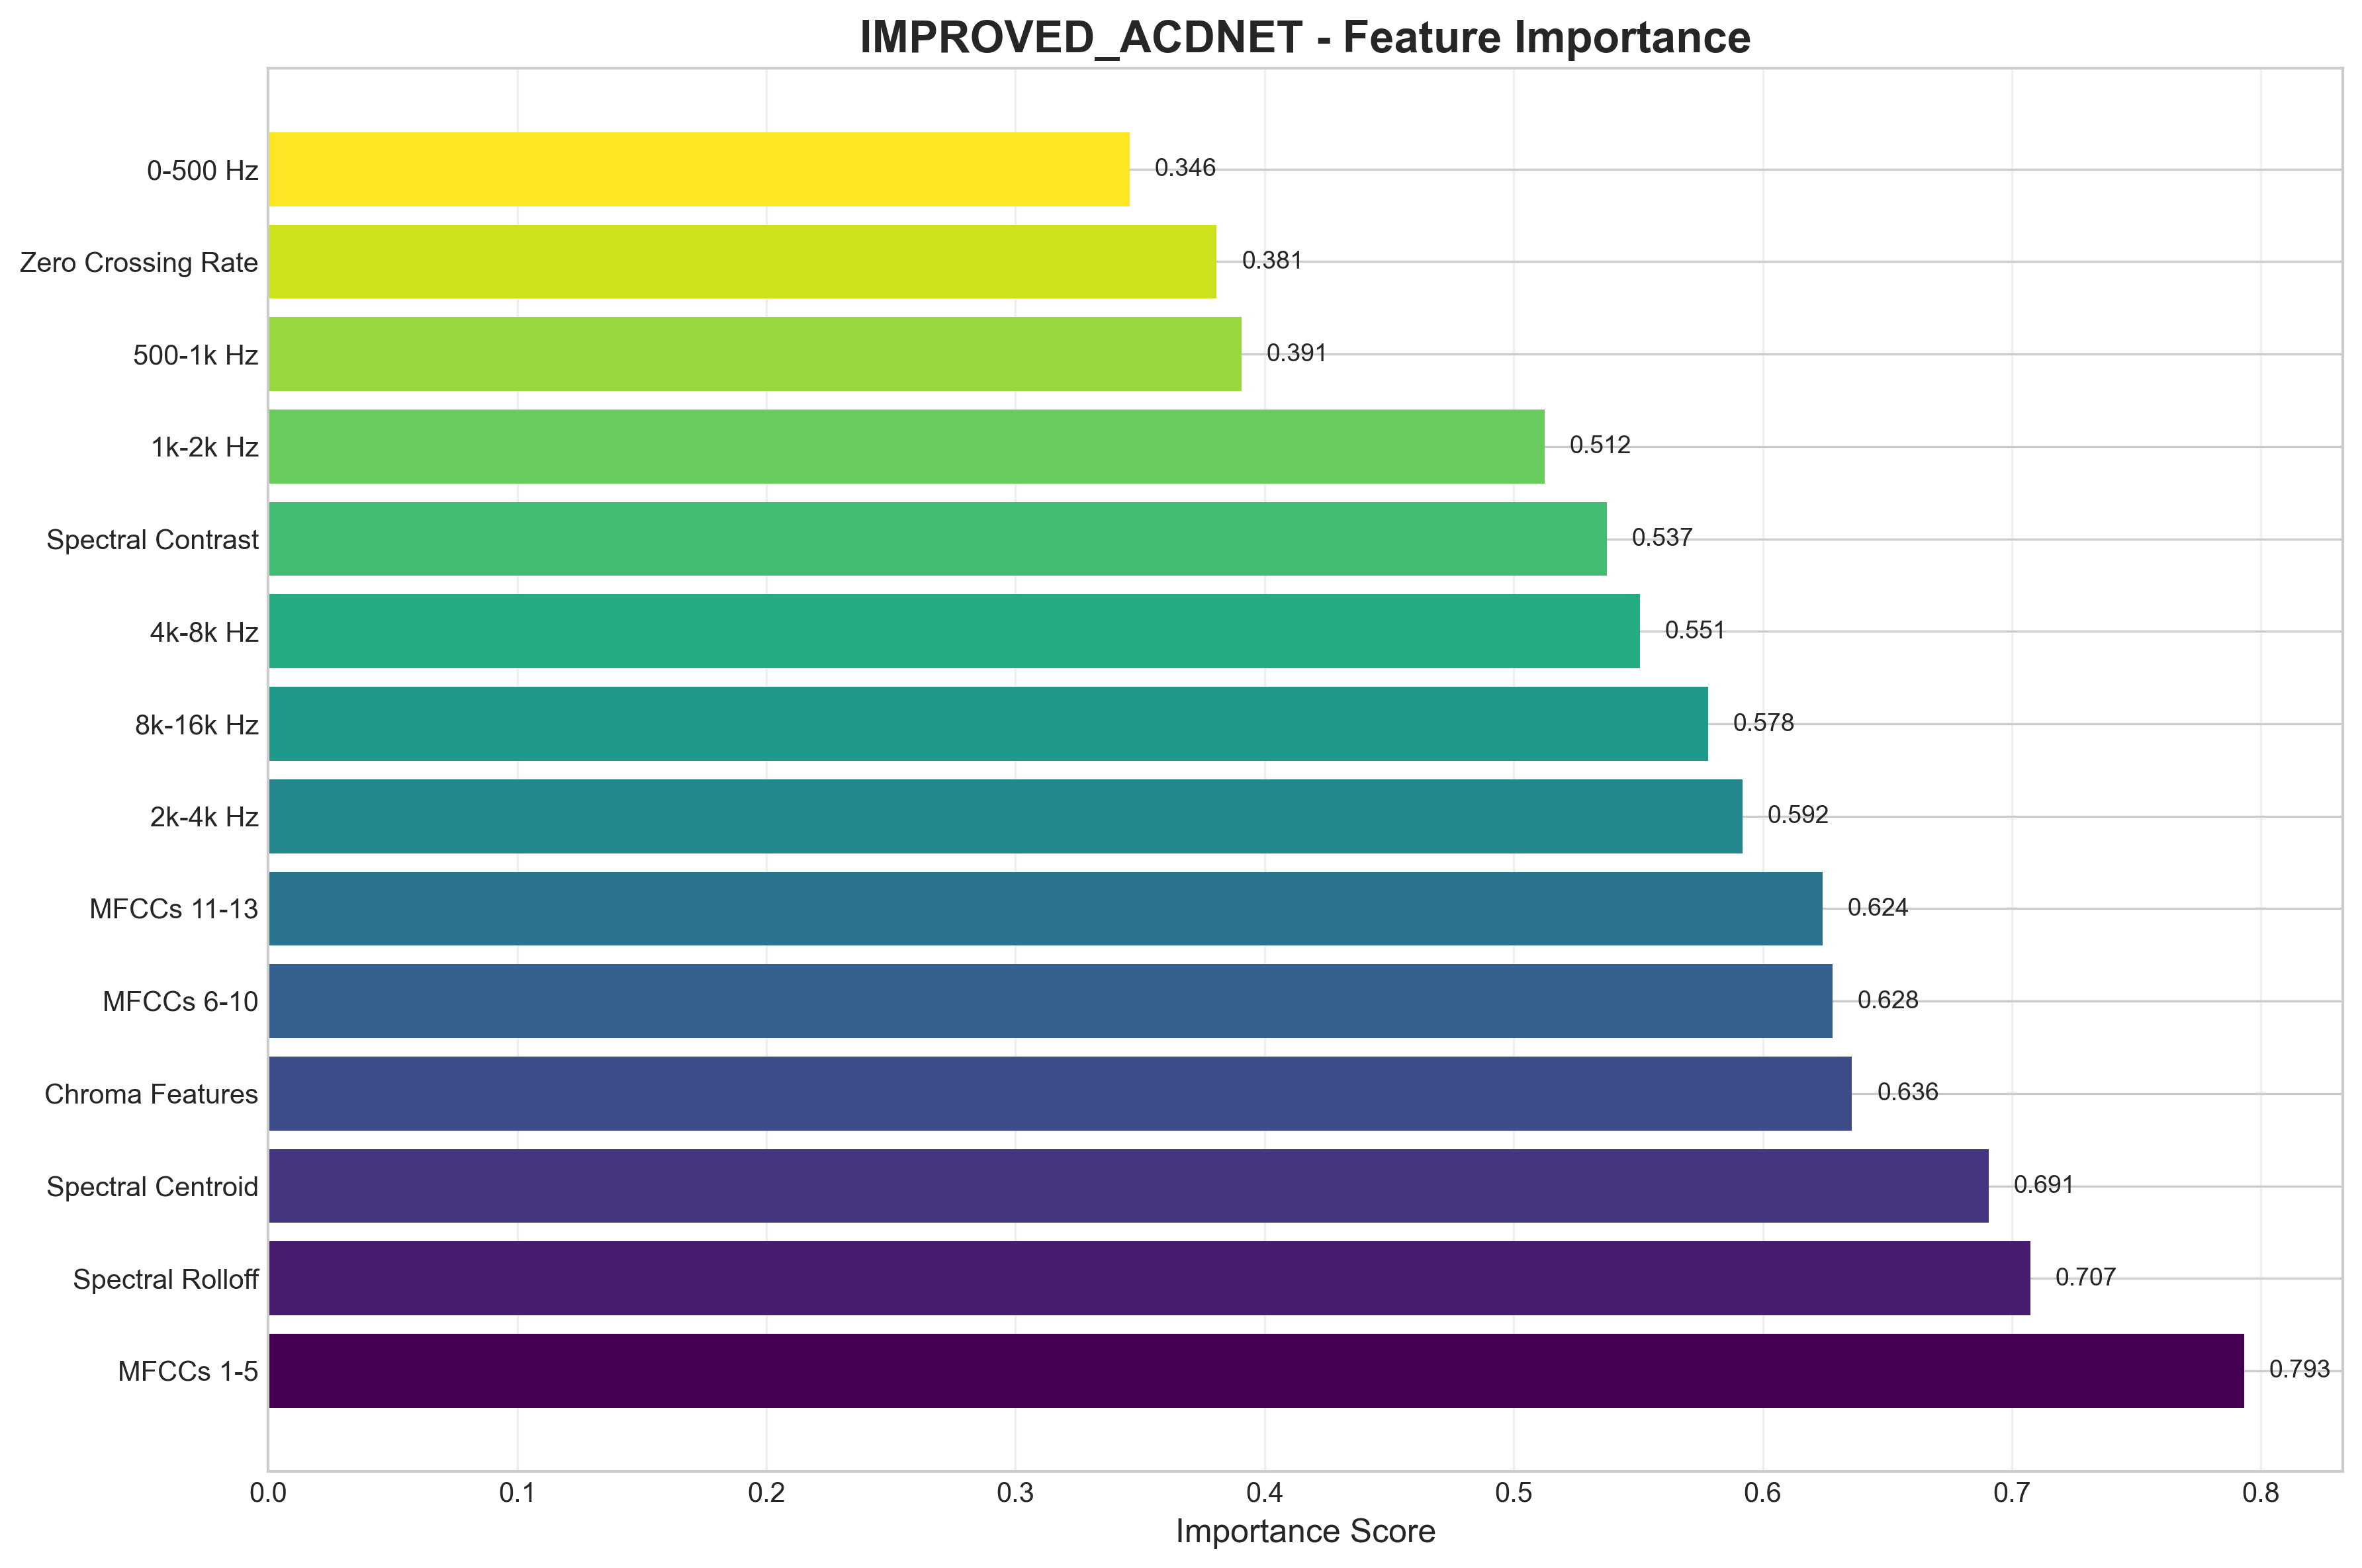 IMPROVED_ACDNET - Feature Importance
0-500 Hz 0.346
Zero Crossing Rate 0.381
500-1k Hz 0.391
1k-2k Hz 0.512
Spectral Contrast 0.537
4k-8k Hz 0.551
8k-16k Hz 0.578
2k-4k Hz 0.592
MFCCs 11-13 0.624
MFCCs 6-10 0.628
Chroma Features 0.636
Spectral Centroid 0.691
Spectral Rolloff 0.707
MFCCs 1-5 0.793
0.0 0.1 0.2 0.3 0.4 0.5 0.6 0.7 0.8
Importance Score